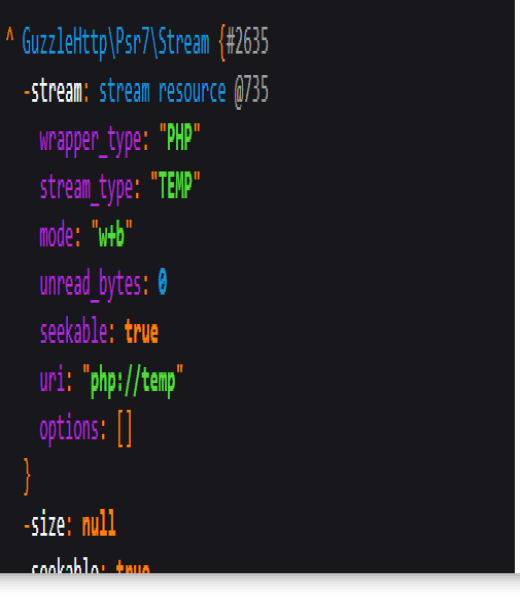 ^ GuzzleHttp\Psr7\Stream {#2635
-stream: stream resource @735
wrapper_type: "PHP"
stream_type: "TEMP"
mode: "w+b"
unread_bytes: 0
seekable: true
uri: "php://temp"
options: []
}
-size: null
-seekable: true